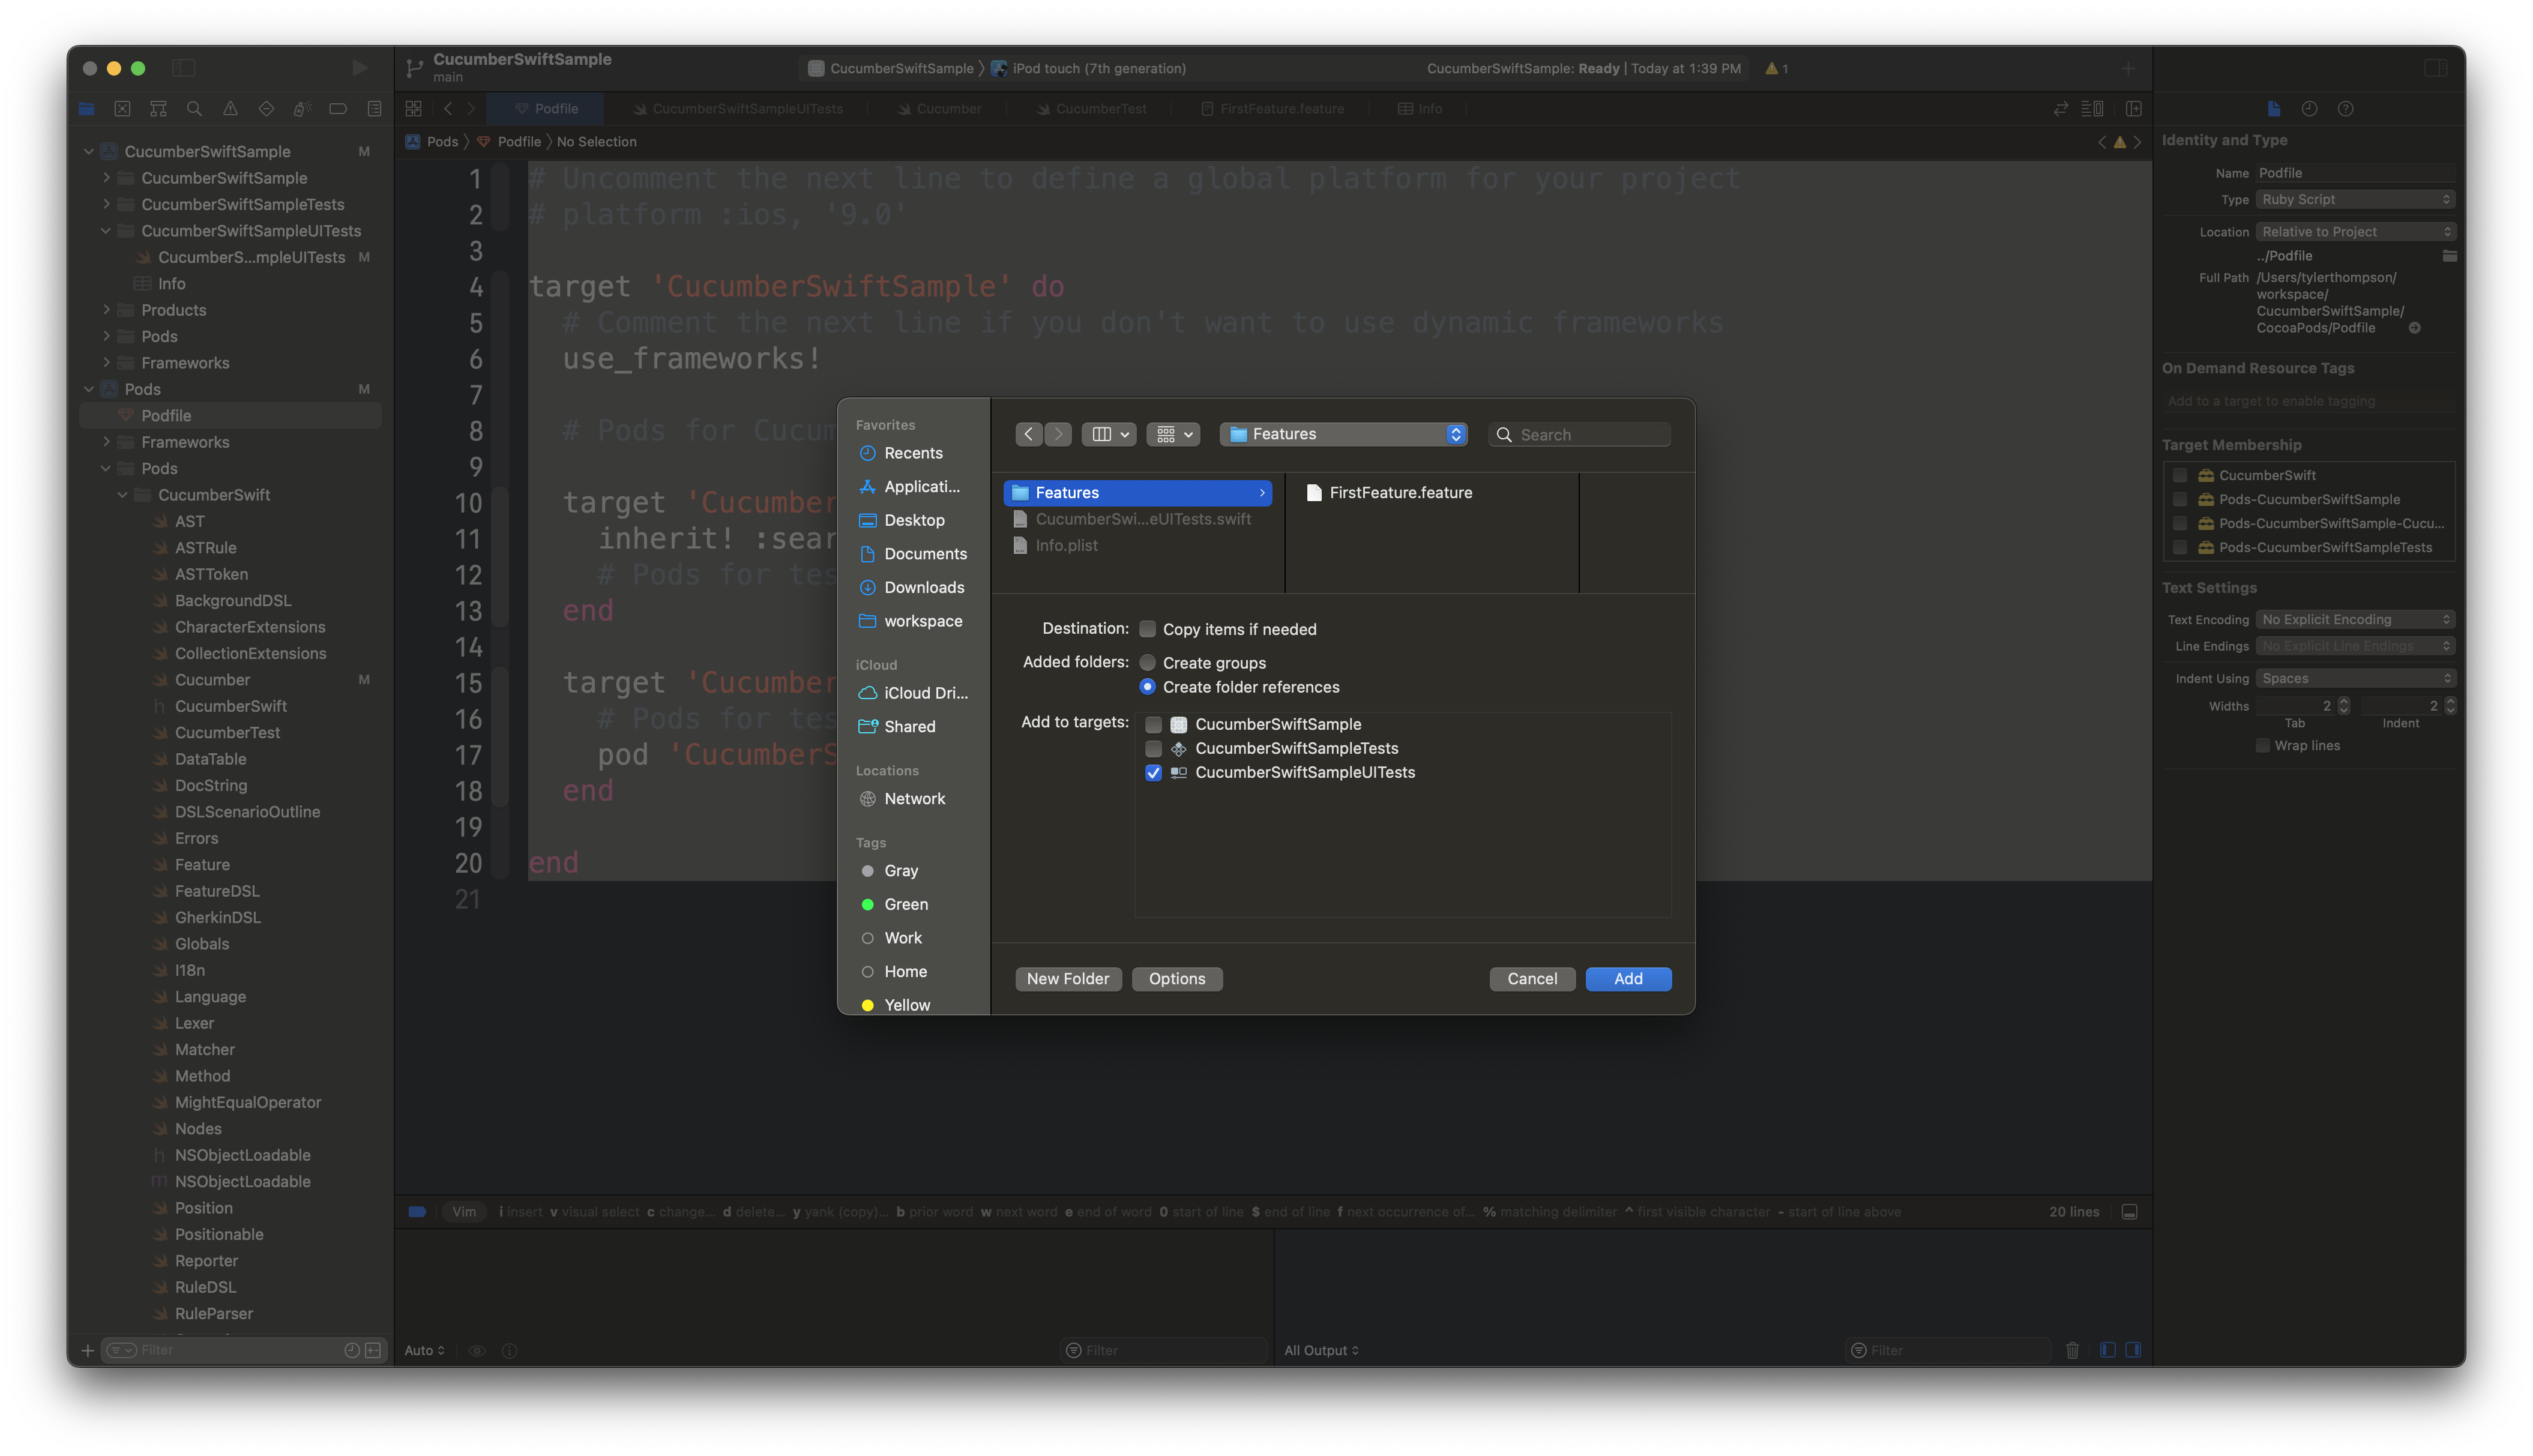 CucumberSwiftSample
main
CucumberSwiftSample
iPod touch (7th generation)
CucumberSwiftSample: Ready | Today at 1:39 PM
1
Podfile
CucumberSwiftSampleUITests
Cucumber
CucumberTest
FirstFeature.feature
Info
Pods
Podfile
No Selection
CucumberSwiftSample M
CucumberSwiftSample
CucumberSwiftSampleTests
CucumberSwiftSampleUITests
CucumberS...mpleUITests M
Info
Products
Pods
Frameworks
Pods M
Podfile
Frameworks
Pods
CucumberSwift
AST
ASTRule
ASTToken
BackgroundDSL
CharacterExtensions
CollectionExtensions
Cucumber M
h CucumberSwift
CucumberTest
DataTable
DocString
DSLScenarioOutline
Errors
Feature
FeatureDSL
GherkinDSL
Globals
I18n
Language
Lexer
Matcher
Method
MightEqualOperator
Nodes
h NSObjectLoadable
m NSObjectLoadable
Position
Positionable
Reporter
RuleDSL
RuleParser
Filter
1 # Uncomment the next line to define a global platform for your project
2 # platform :ios, '9.0'
3
4 target 'CucumberSwiftSample' do
5 # Comment the next line if you don't want to use dynamic frameworks
6 use_frameworks!
7
8 # Pods for Cucum
9
10 target 'Cucumber
11 inherit! :sear
12 # Pods for tes
13 end
14
15 target 'Cucumber
16 # Pods for tes
17 pod 'CucumberS
18 end
19
20 end
21
Favorites
Recents
Applicati...
Desktop
Documents
Downloads
workspace
iCloud
iCloud Dri...
Shared
Locations
Network
Tags
Gray
Green
Work
Home
Yellow
Features
Search
Features
CucumberSwi...eUITests.swift
Info.plist
FirstFeature.feature
Destination: Copy items if needed
Added folders: Create groups
Create folder references
Add to targets: CucumberSwiftSample
CucumberSwiftSampleTests
CucumberSwiftSampleUITests
New Folder
Options
Cancel
Add
Vim i insert v visual select c change... d delete... y yank (copy)... b prior word w next word e end of word 0 start of line $ end of line f next occurrence of... % matching delimiter ^ first visible character - start of line above
20 lines
Auto
Filter
All Output
Filter
Identity and Type
Name Podfile
Type Ruby Script
Location Relative to Project
../Podfile
Full Path /Users/tylerthompson/
workspace/
CucumberSwiftSample/
CocoaPods/Podfile
On Demand Resource Tags
Add to a target to enable tagging
Target Membership
CucumberSwift
Pods-CucumberSwiftSample
Pods-CucumberSwiftSample-Cucu...
Pods-CucumberSwiftSampleTests
Text Settings
Text Encoding No Explicit Encoding
Line Endings No Explicit Line Endings
Indent Using Spaces
Widths 2 2
Tab Indent
Wrap lines